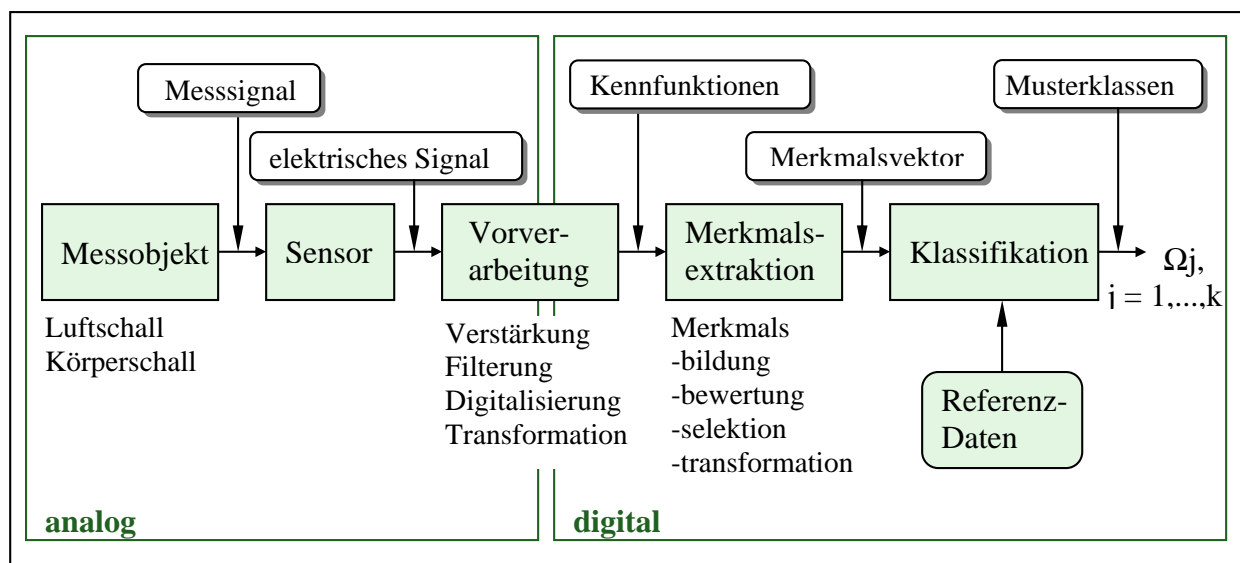 Messsignal
elektrisches Signal
Kennfunktionen
Merkmalsvektor
Musterklassen
Messobjekt
Sensor
Vorver-
arbeitung
Merkmals-
extraktion
Klassifikation
Ωj,
j = 1,...,k
Luftschall
Körperschall
Verstärkung
Filterung
Digitalisierung
Transformation
Merkmals
-bildung
-bewertung
-selektion
-transformation
Referenz-
Daten
analog
digital